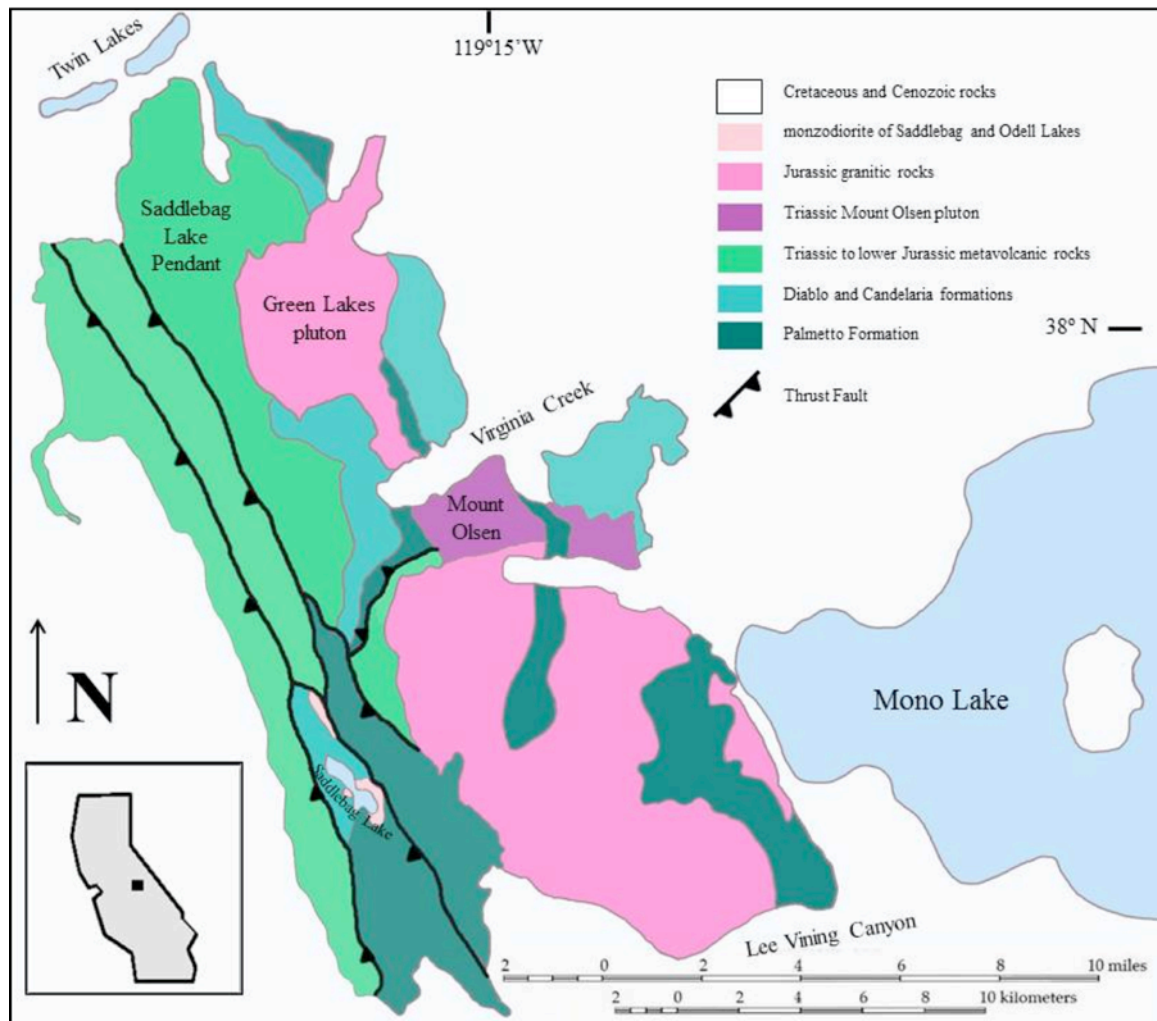 Twin Lakes
119°15'W
Cretaceous and Cenozoic rocks
monzodiorite of Saddlebag and Odell Lakes
Jurassic granitic rocks
Triassic Mount Olsen pluton
Triassic to lower Jurassic metavolcanic rocks
Diablo and Candelaria formations
Palmetto Formation
Thrust Fault
38° N
Saddlebag
Lake
Pendant
Green Lakes
pluton
Virginia Creek
Mount
Olsen
Mono Lake
N
Saddlebag Lake
Lee Vining Canyon
2 0 2 4 6 8 10 miles
2 0 2 4 6 8 10 kilometers